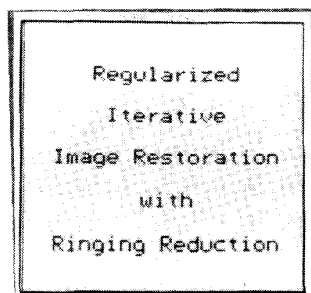 Regularized
Iterative
Image Restoration
with
Ringing Reduction